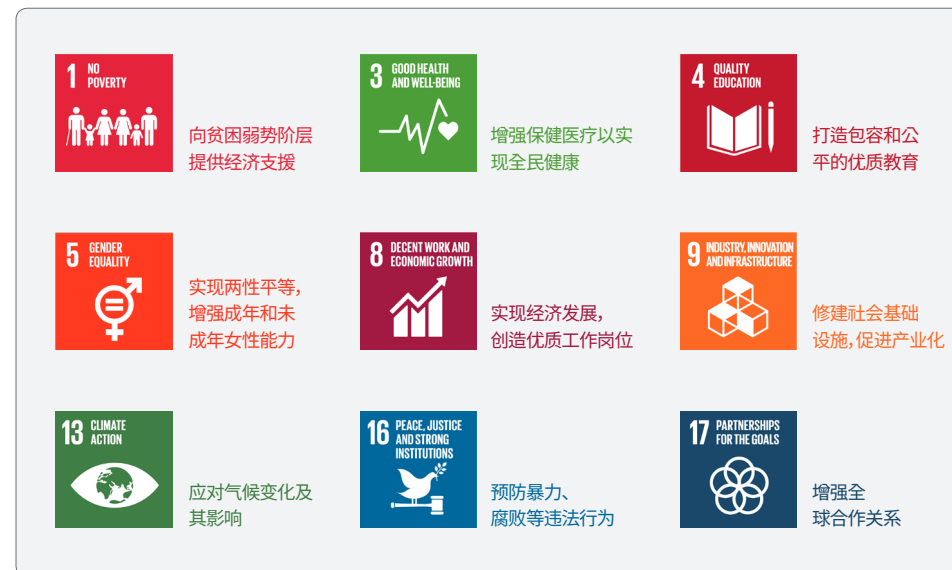 1 NO
POVERTY
向贫困弱势阶层
提供经济支援
3 GOOD HEALTH
AND WELL-BEING
增强保健医疗以实
现全民健康
4 QUALITY
EDUCATION
打造包容和公
平的优质教育
5 GENDER
EQUALITY
实现两性平等，
增强成年和未
成年女性能力
8 DECENT WORK AND
ECONOMIC GROWTH
实现经济发展，
创造优质工作岗位
9 INDUSTRY, INNOVATION
AND INFRASTRUCTURE
修建社会基础
设施，促进产业化
13 CLIMATE
ACTION
应对气候变化及
其影响
16 PEACE, JUSTICE
AND STRONG
INSTITUTIONS
预防暴力、
腐败等违法行为
17 PARTNERSHIPS
FOR THE GOALS
增强全
球合作关系